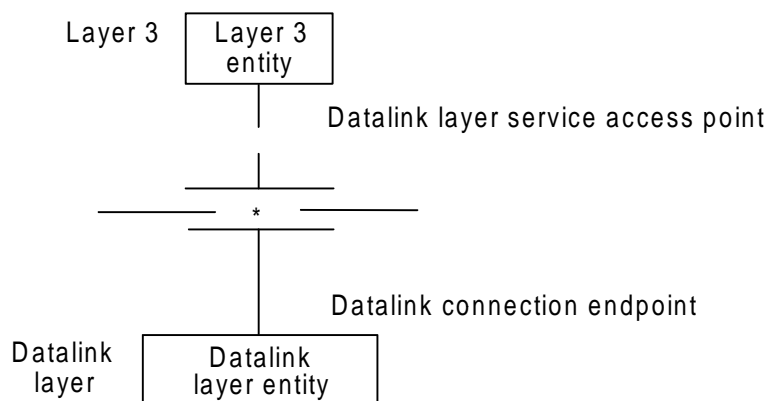 Layer 3
Layer 3
entity
Datalink layer service access point
*
Datalink connection endpoint
Datalink
layer
Datalink
layer entity